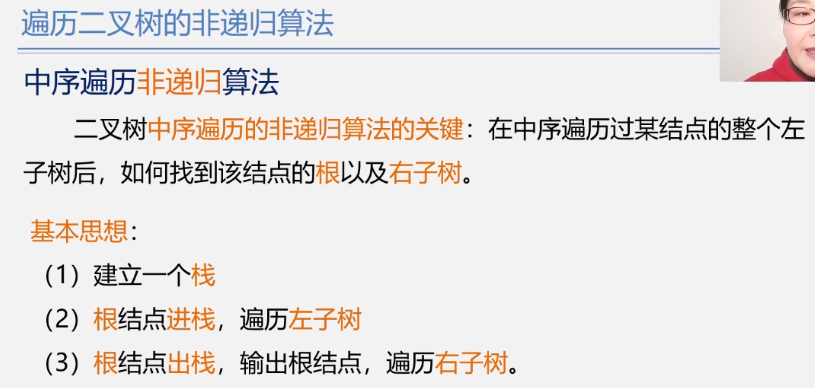 遍历二叉树的非递归算法
中序遍历非递归算法
二叉树中序遍历的非递归算法的关键：在中序遍历过某结点的整个左
子树后，如何找到该结点的根以及右子树。
基本思想：
（1）建立一个栈
（2）根结点进栈，遍历左子树
（3）根结点出栈，输出根结点，遍历右子树。